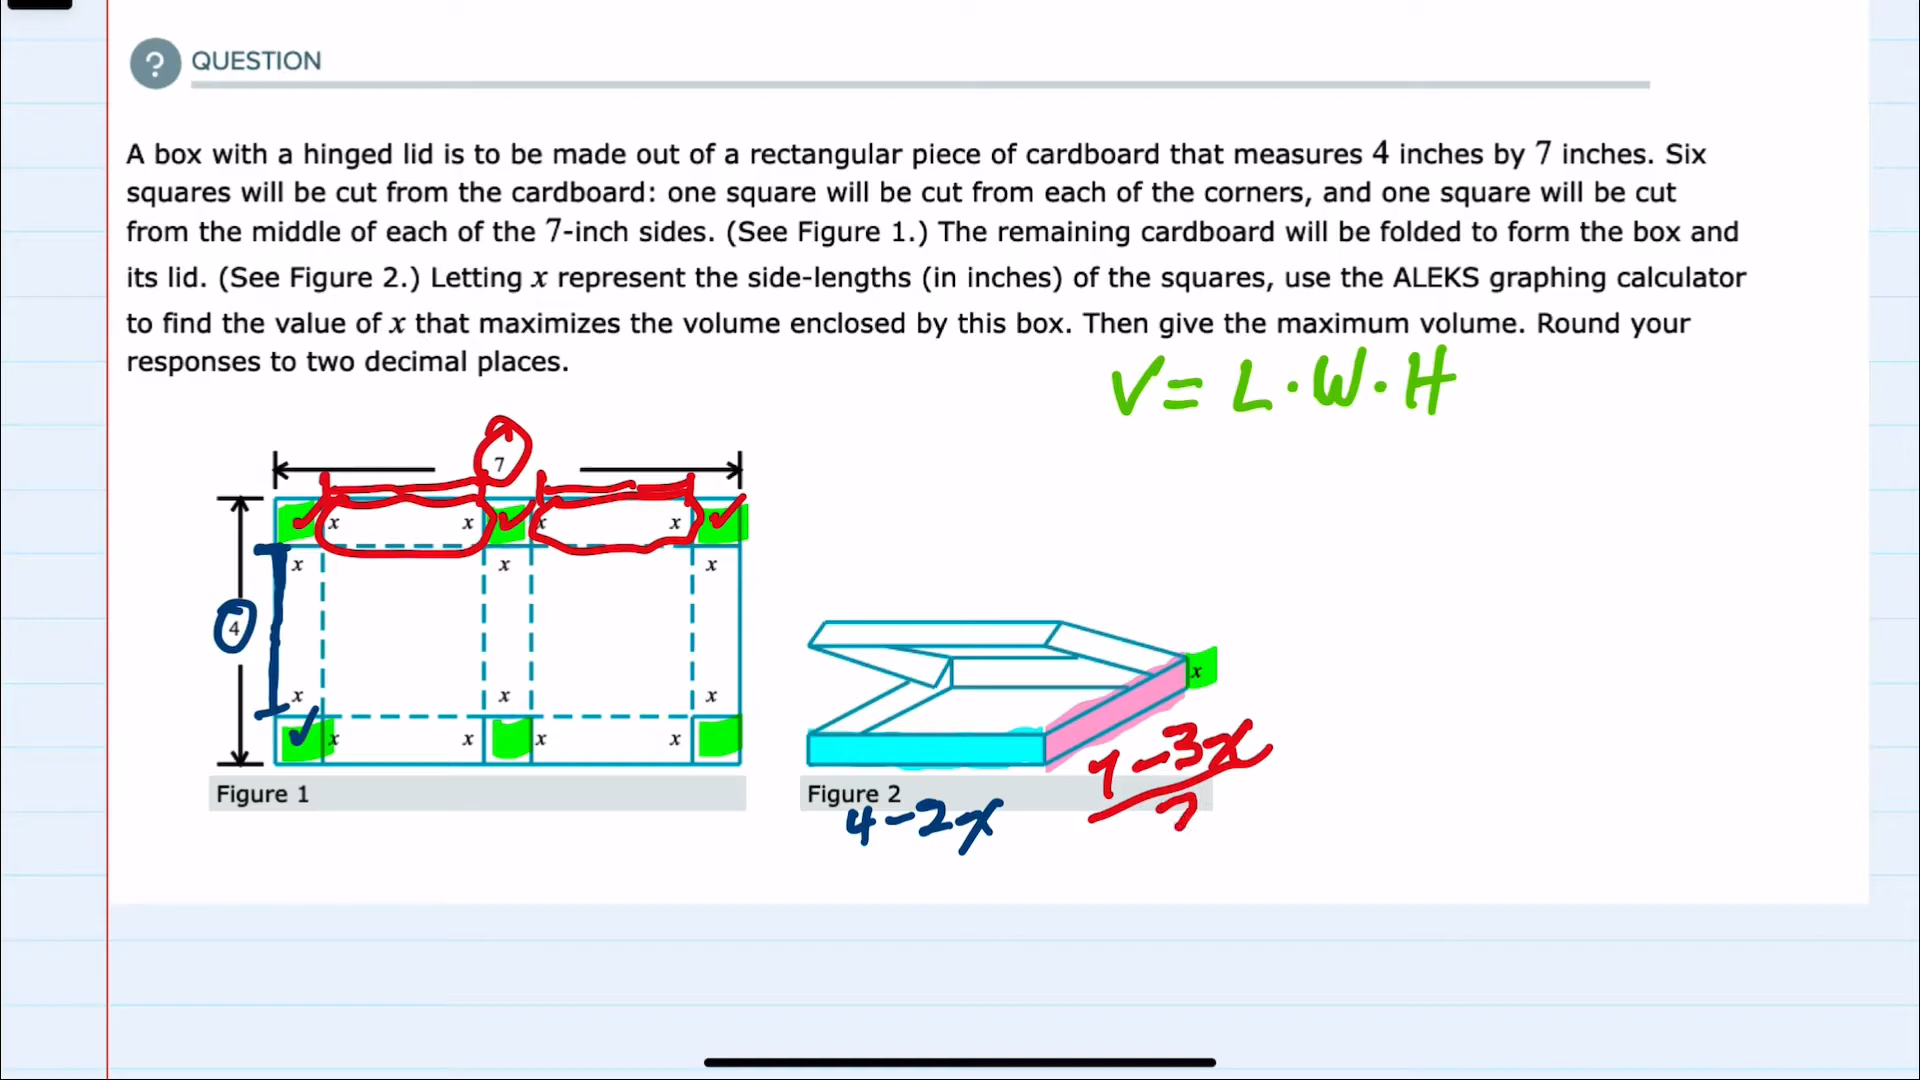 ?
QUESTION
A box with a hinged lid is to be made out of a rectangular piece of cardboard that measures 4 inches by 7 inches. Six
squares will be cut from the cardboard: one square will be cut from each of the corners, and one square will be cut
from the middle of each of the 7-inch sides. (See Figure 1.) The remaining cardboard will be folded to form the box and
its lid. (See Figure 2.) Letting x represent the side-lengths (in inches) of the squares, use the ALEKS graphing calculator
to find the value of x that maximizes the volume enclosed by this box. Then give the maximum volume. Round your
responses to two decimal places.
V = L · W · H
7
x x x x
x x x
4
x x x
x x x x
x
7-3x
2
Figure 1
Figure 2
4-2x